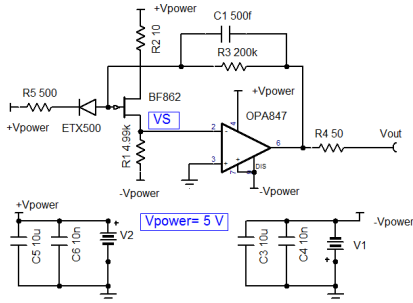 +Vpower
C1 500f
R2 10
R3 200k
+Vpower
R5 500
BF862
OPA847
VS
ETX500
+Vpower
2
4
6
3
7
8
DIS
R4 50
Vout
R1 4.99k
-Vpower
-Vpower
+Vpower
Vpower= 5 V
-Vpower
C5 10u
C6 10n
V2
C3 10u
C4 10n
V1